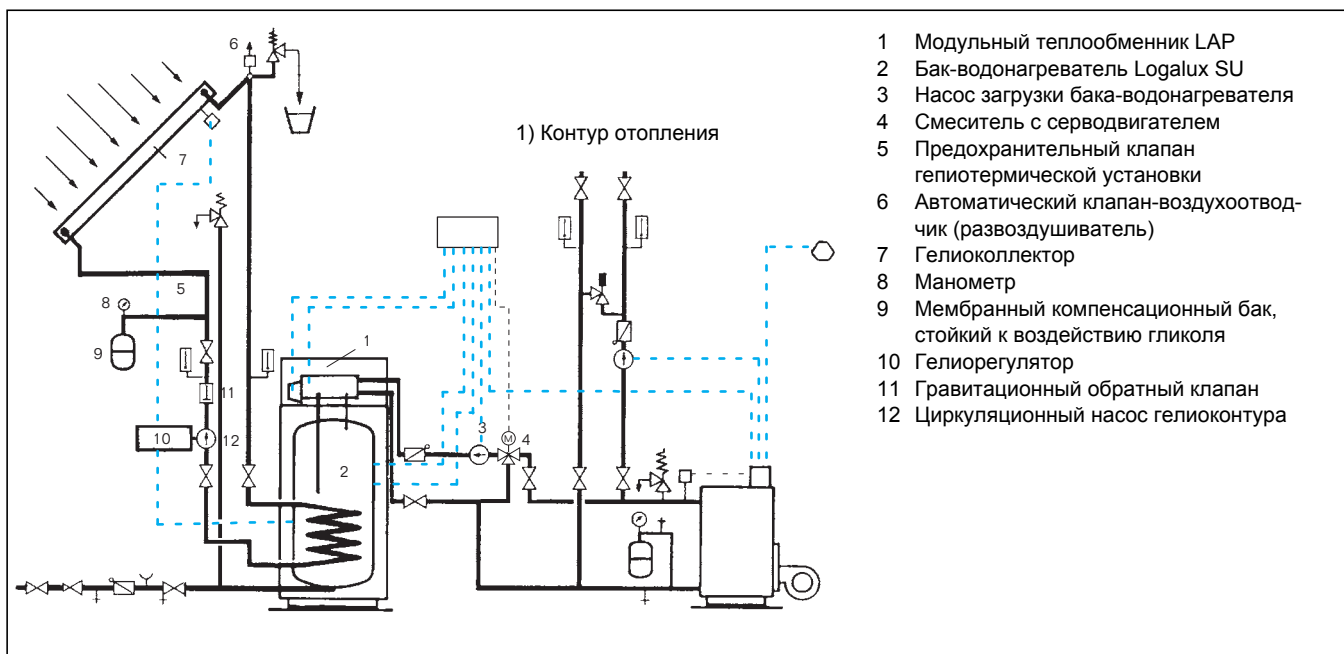 1 Модульный теплообменник LAP
2 Бак-водонагреватель Logalux SU
3 Насос загрузки бака-водонагревателя
4 Смеситель с серводвигателем
5 Предохранительный клапан
гепиотермической установки
6 Автоматический клапан-воздухоотвод-
чик (развоздушиватель)
7 Гелиоколлектор
8 Манометр
9 Мембранный компенсационный бак,
стойкий к воздействию гликоля
10 Гелиорегулятор
11 Гравитационный обратный клапан
12 Циркуляционный насос гелиоконтура
1) Контур отопления
6
7
5
8
9
1
11
10
12
2
3
M
4